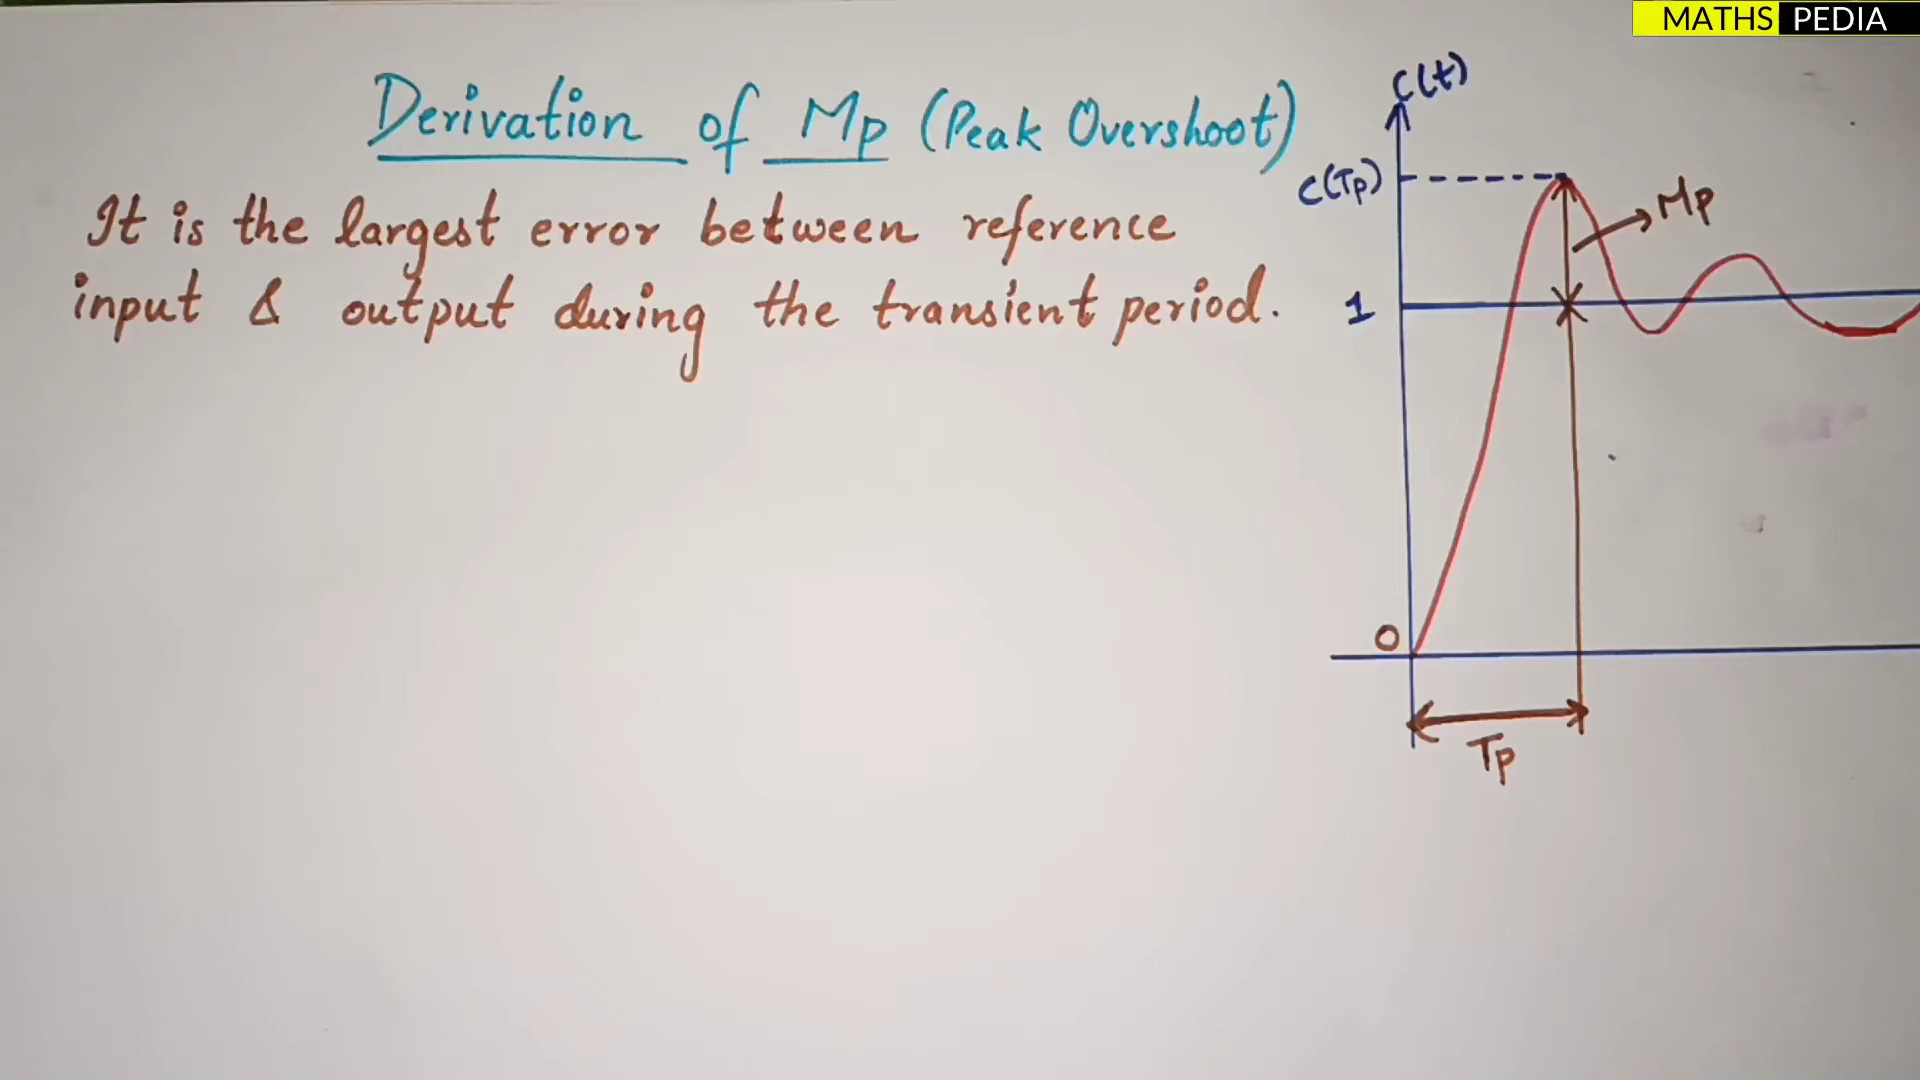 MATHS PEDIA
Derivation of Mp (Peak Overshoot)
It is the largest error between reference
input & output during the transient period.
C(t)
C(Tp)
Mp
1
0
Tp